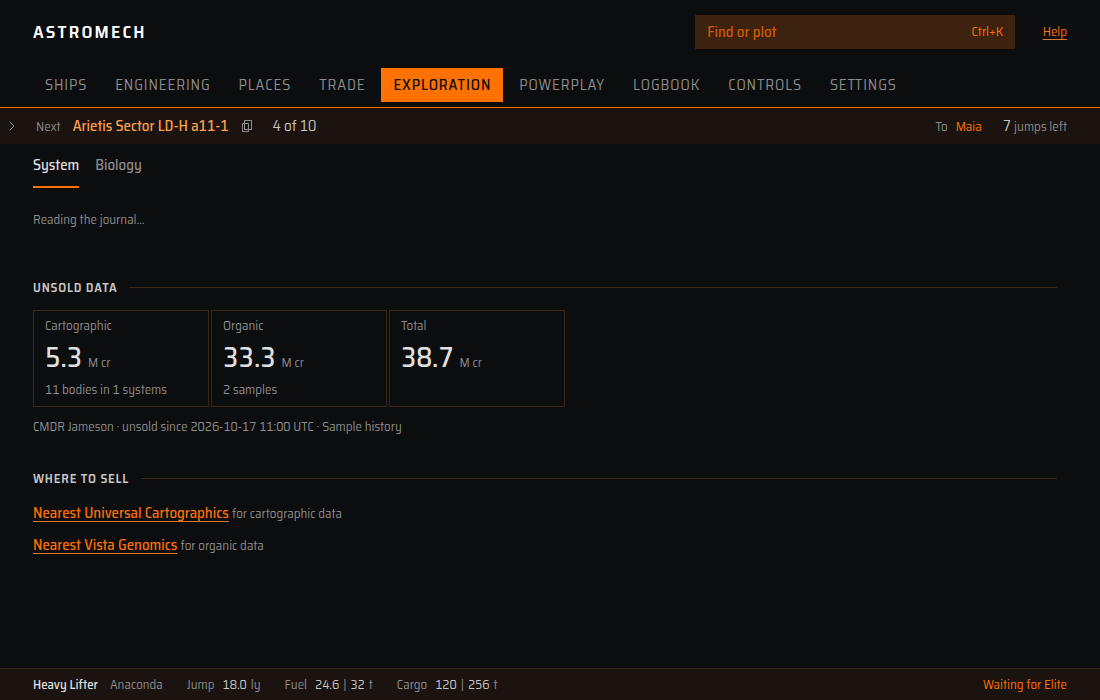 ASTROMECH
Find or plot Ctrl+K
Help
SHIPS ENGINEERING PLACES TRADE EXPLORATION POWERPLAY LOGBOOK CONTROLS SETTINGS
Next Arietis Sector LD-H a11-1 4 of 10 To Maia 7 jumps left
System Biology
Reading the journal...
UNSOLD DATA
Cartographic Organic Total
5.3 M cr 33.3 M cr 38.7 M cr
11 bodies in 1 systems 2 samples
CMDR Jameson · unsold since 2026-10-17 11:00 UTC · Sample history
WHERE TO SELL
Nearest Universal Cartographics for cartographic data
Nearest Vista Genomics for organic data
Heavy Lifter Anaconda Jump 18.0 ly Fuel 24.6 | 32 t Cargo 120 | 256 t Waiting for Elite